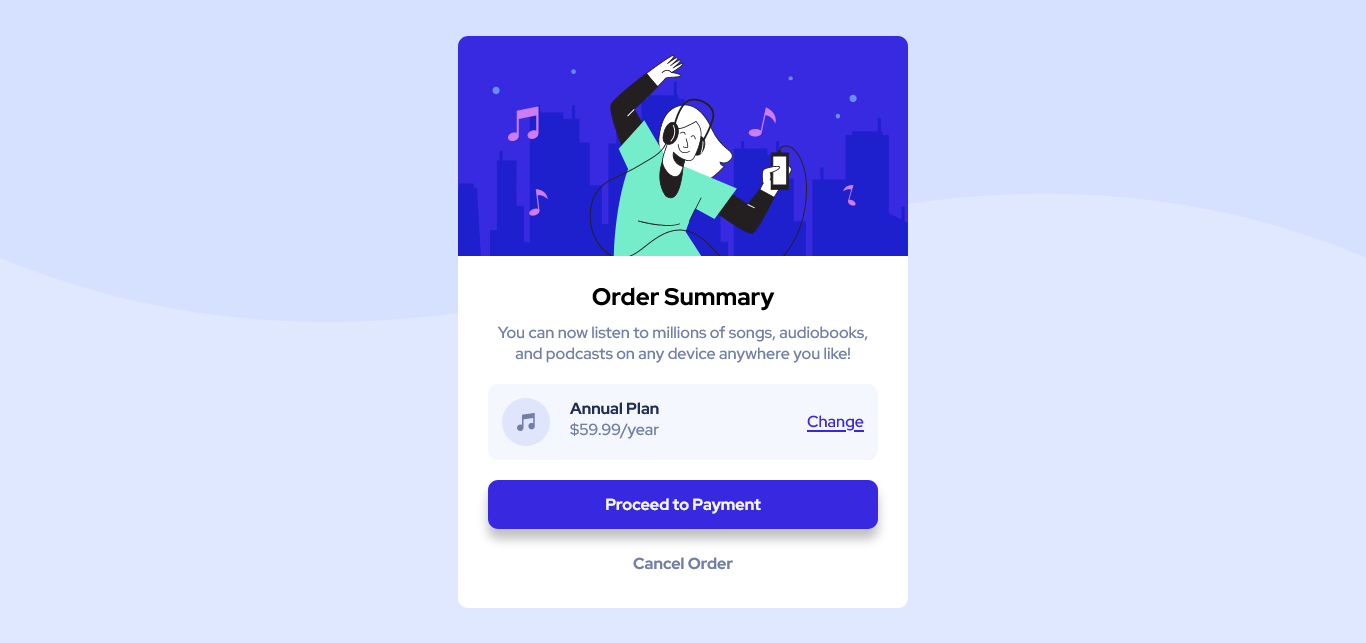 Order Summary
You can now listen to millions of songs, audiobooks,
and podcasts on any device anywhere you like!
Annual Plan
$59.99/year
Change
Proceed to Payment
Cancel Order